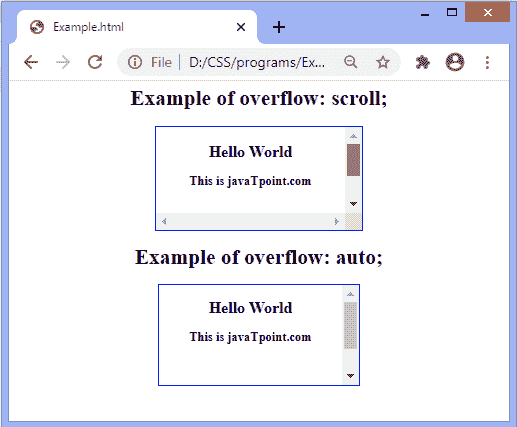 Example.html
File D:/CSS/programs/Ex...
Example of overflow: scroll;
Hello World
This is javaTpoint.com
Example of overflow: auto;
Hello World
This is javaTpoint.com